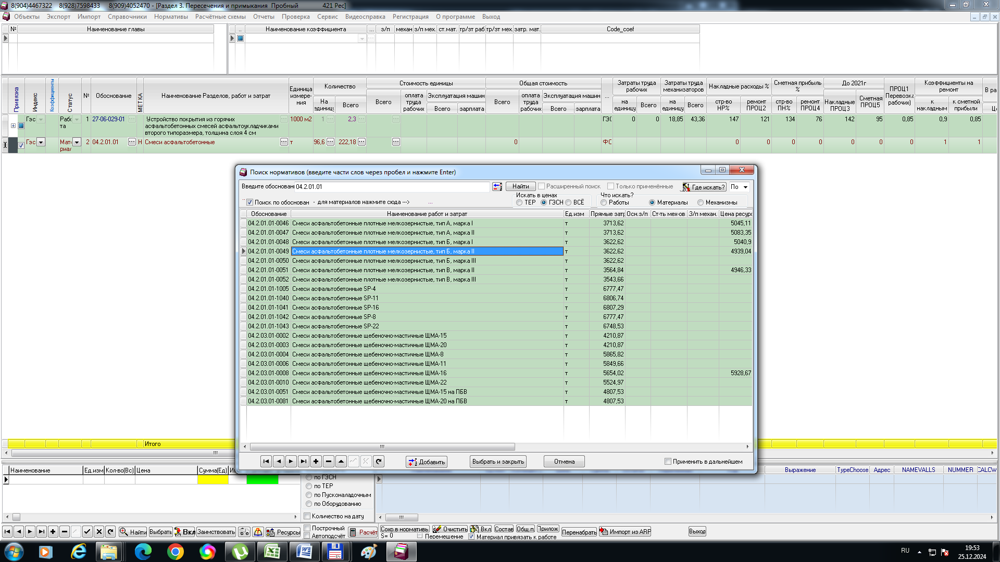 8(904)4467322 8(928)7598433 8(909)4052470 - [Раздел 3. Пересечения и примыкания Пробный 421 Рес]
Объекты Экспорт Импорт Справочники Нормативы Расчётные схемы Отчеты Проверка Сервис Видеосправка Регистрация О программе Выход
№ Наименование главы
.. Наименование коэффициента ... з/п механ з/п мех. ст.мат. тр/зт раб тр/зт мех. затр. мат. Code_coef
Привязка Индекс Коэффициенты Статус № Обоснование МЕТКА Наименование Разделов, работ и затрат
Единица измере-ния
Количество На единицу Всего
Стоимость единицы Всего оплата труда рабочих Эксплуатация машин Всего зарплата
Общая стоимость Всего оплата труда рабочих Эксплуатация машин Всего зарплата
...
Затраты труда рабочих на единицу Всего
Затраты труда механизаторов на единицу Всего
Накладные расходы % стр-во НР% ремонт ПРОЦ2
Сметная прибыль % стр-во ПН% ремонт ПРОЦ4
До 2021г Накладные ПРОЦ3 Сметная ПРОЦ5
ПРОЦ1 Перевозка рабочих)
Коэффициенты на ремонт к накладным к сметной прибыли
В ра
Гэс Рабо та 1 27-06-029-01 Устройство покрытия из горячих асфальтобетонных смесей асфальтоукладчиками второго типоразмера, толщина слоя 4 см 1000 м2 1 2,3 ГЭС 0 0 18,85 43,36 147 121 134 76 142 95 0,85 0,9 0,85
Гэс Мате риал 2 04.2.01.01 Н Смеси асфальтобетонные т 96,6 222,18 0 ФС 0 0 0 0 0 0 0 1 1
Поиск нормативов (введите части слов через пробел и нажмите Enter)
Введите обоснован 04.2.01.01 Найти Расширенный поиск Только применённые Где искать? По
Поиск по обоснован - для материалов нажмите сюда ---> ...
Искать в ценах
ТЕР ГЭСН ВСЁ
Что искать?
Работы Материалы Механизмы
Обоснование Наименование работ и затрат Ед.изм Прямые затр Осн.з/п Ст-ть мех-ов З/п механ. Цена ресурс
04.2.01.01-0046 Смеси асфальтобетонные плотные мелкозернистые, тип А, марка I т 3713,62 5045,11
04.2.01.01-0047 Смеси асфальтобетонные плотные мелкозернистые, тип А, марка II т 3713,62 5083,35
04.2.01.01-0048 Смеси асфальтобетонные плотные мелкозернистые, тип Б, марка I т 3622,62 5040,9
04.2.01.01-0049 Смеси асфальтобетонные плотные мелкозернистые, тип Б, марка II т 3622,62 4939,04
04.2.01.01-0050 Смеси асфальтобетонные плотные мелкозернистые, тип Б, марка III т 3622,62
04.2.01.01-0051 Смеси асфальтобетонные плотные мелкозернистые, тип В, марка II т 3564,84 4946,33
04.2.01.01-0052 Смеси асфальтобетонные плотные мелкозернистые, тип В, марка III т 3543,66
04.2.01.01-1005 Смеси асфальтобетонные SP-4 т 6777,47
04.2.01.01-1040 Смеси асфальтобетонные SP-11 т 6806,74
04.2.01.01-1041 Смеси асфальтобетонные SP-16 т 6807,29
04.2.01.01-1042 Смеси асфальтобетонные SP-8 т 6777,47
04.2.01.01-1043 Смеси асфальтобетонные SP-22 т 6748,53
04.2.03.01-0002 Смеси асфальтобетонные щебеночно-мастичные ЩМА-15 т 4210,87
04.2.03.01-0003 Смеси асфальтобетонные щебеночно-мастичные ЩМА-20 т 4210,87
04.2.03.01-0004 Смеси асфальтобетонные щебеночно-мастичные ЩМА-8 т 5865,82
04.2.03.01-0006 Смеси асфальтобетонные щебеночно-мастичные ЩМА-11 т 5849,66
04.2.03.01-0008 Смеси асфальтобетонные щебеночно-мастичные ЩМА-16 т 5654,02 5928,67
04.2.03.01-0010 Смеси асфальтобетонные щебеночно-мастичные ЩМА-22 т 5524,97
04.2.03.01-0051 Смеси асфальтобетонные щебеночно-мастичные ЩМА-15 на ПБВ т 4807,53
04.2.03.01-0081 Смеси асфальтобетонные щебеночно-мастичные ЩМА-20 на ПБВ т 4807,53
Итого
Добавить Выбрать и закрыть Отмена Применить в дальнейшем
Наименование Ед.изм Кол-во(Вс) Цена Сумма(Ед)
по ГЭСН
по ТЕР
по Пусконаладочным
по Оборудованию
Количество на дату
Выражение TypeChoose Адрес NAMEVALLS NUMMER CALCW
Найти Выбрать Вкл Заимствовать Ресурсы
Построчный
Автоподсчёт
Расчёт
Сохр.в норматив S= 0 Очистить Вкл Состав Общ.п. Прилож
Перемещение Материал привязать к работе
Перенабрать Импорт из АRP Выход
RU 19:53
25.12.2024